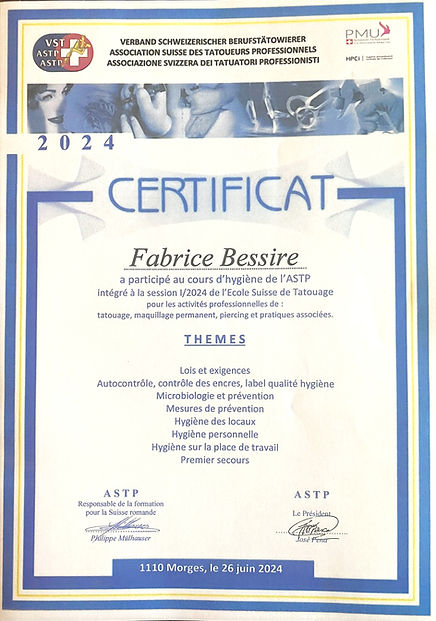 VST
ASTP
ASTP
VERBAND SCHWEIZERISCHER BERUFSTÄTOWIERER
ASSOCIATION SUISSE DES TATOUEURS PROFESSIONNELS
ASSOCIAZIONE SVIZZERA DEI TATUATORI PROFESSIONISTI
PMU
HPCi
2024
CERTIFICAT
Fabrice Bessire
a participé au cours d'hygiène de l'ASTP
intégré à la session I/2024 de l'Ecole Suisse de Tatouage
pour les activités professionnelles de :
tatouage, maquillage permanent, piercing et pratiques associées.
THEMES
Lois et exigences
Autocontrôle, contrôle des encres, label qualité hygiène
Microbiologie et prévention
Mesures de prévention
Hygiène des locaux
Hygiène personnelle
Hygiène sur la place de travail
Premier secours
ASTP
Responsable de la formation
pour la Suisse romande
Philippe Mülhauser
ASTP
Le Président
José Pena
1110 Morges, le 26 juin 2024